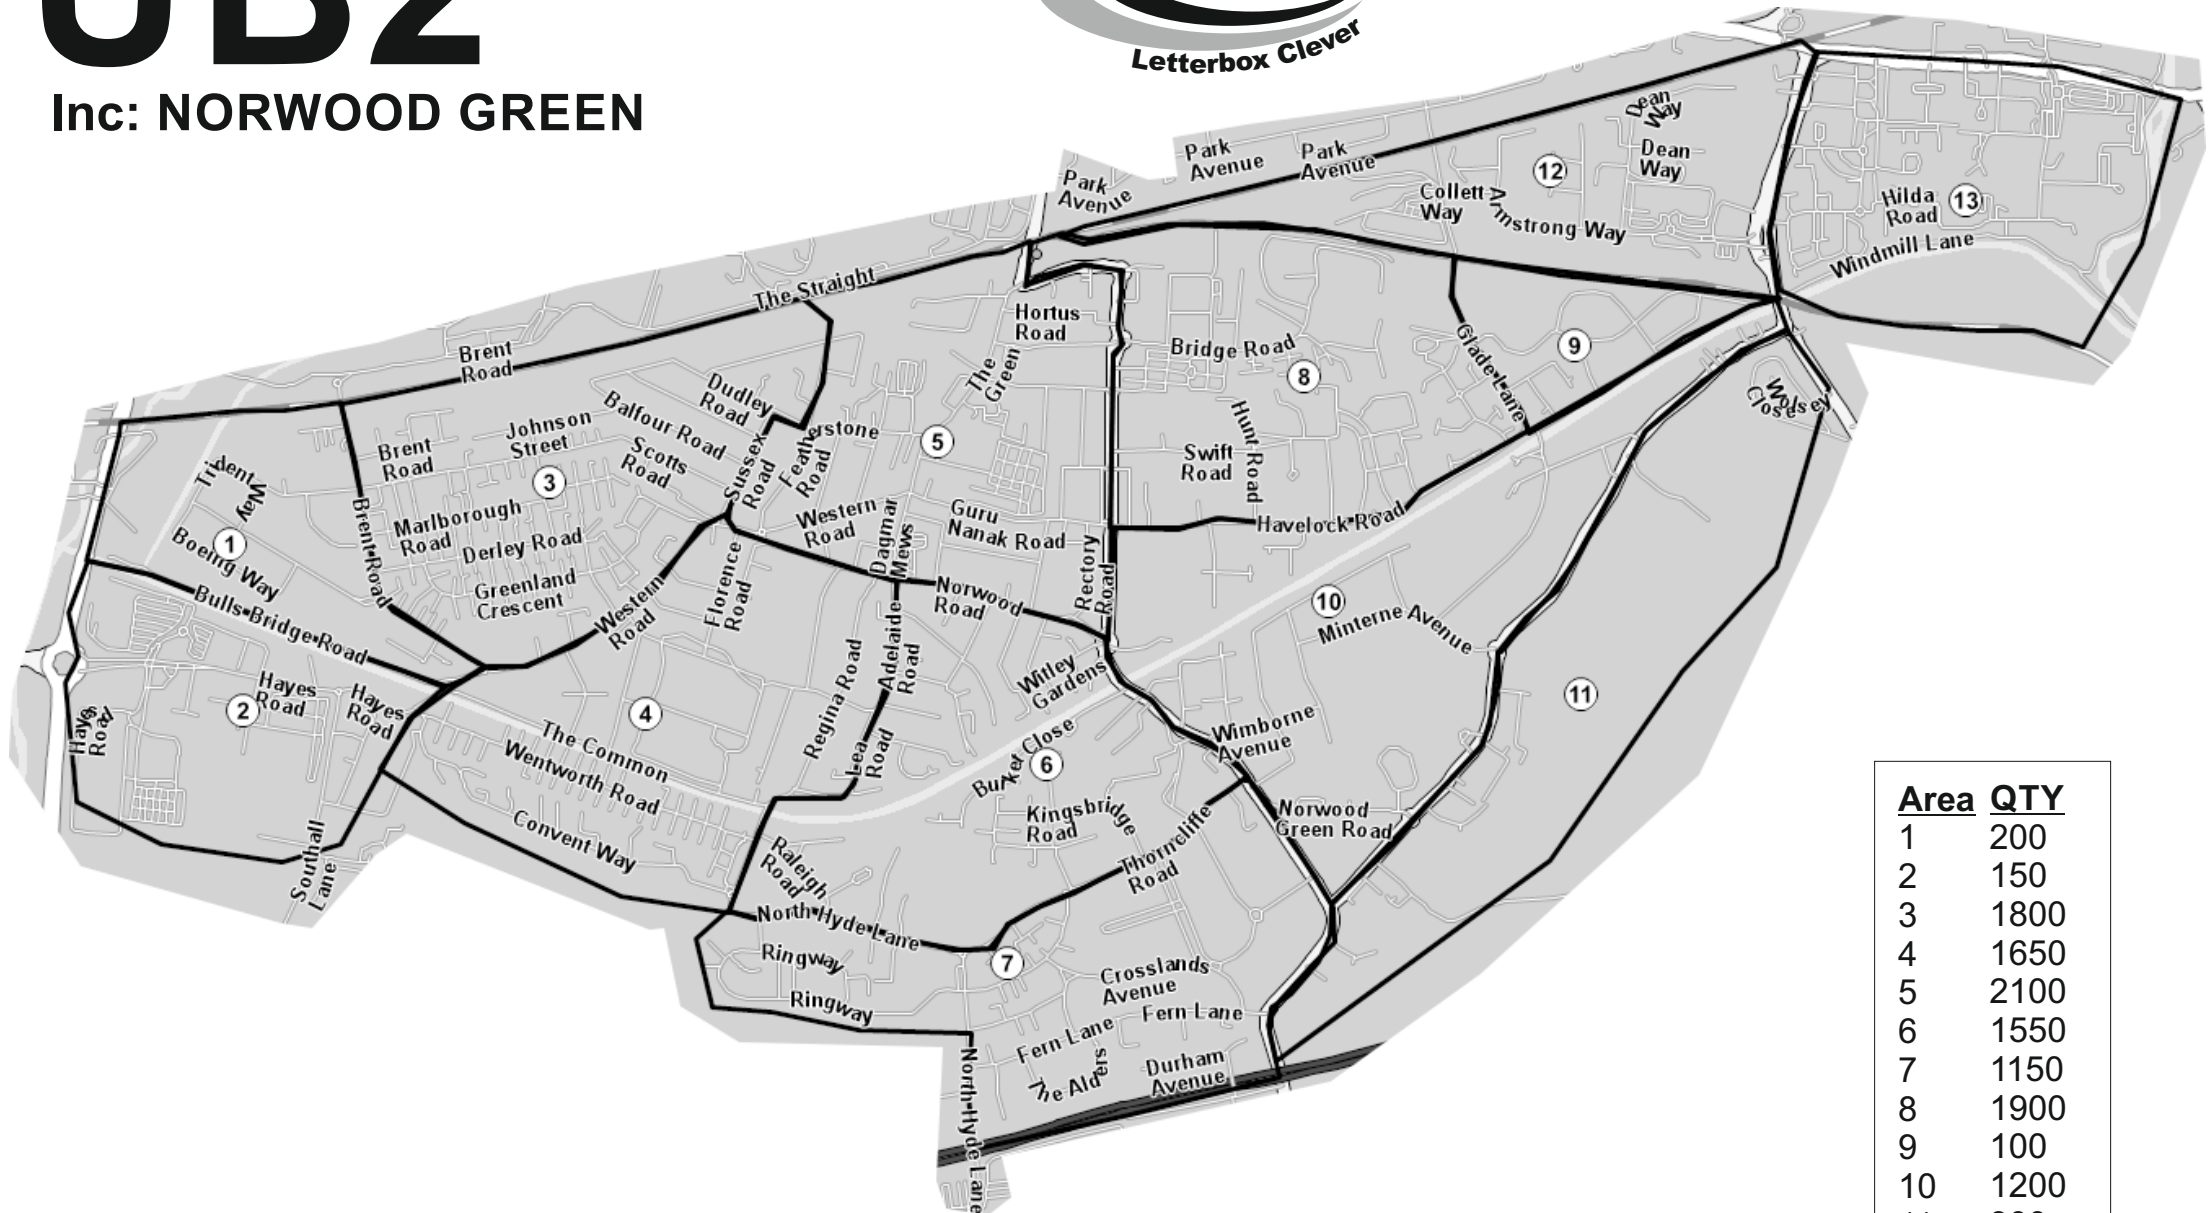 UB2
Inc: NORWOOD GREEN
Letterbox Clever
Park
Avenue
Park
Avenue
Park
Avenue
Dean
Way
Dean
Way
12
Collett
Way
Armstrong Way
Hilda
Road
13
Windmill Lane
The Straight
Hortus
Road
Brent
Road
The
Green
Bridge Road
8
Glade Lane
9
Wolsey
Close
Dudley
Road
Balfour Road
Johnson
Street
Brent
Road
Scotts
Road
3
Sussex
Road
Featherstone
Road
5
Hunt Road
Swift
Road
Trident
Way
1
Boeing Way
Brent Road
Marlborough
Road
Derley Road
Greenland
Crescent
Western
Road
Dagmar
Mews
Guru
Nanak Road
Havelock Road
Rectory
Road
Bulls Bridge Road
Western
Road
Florence
Road
Norwood
Road
Adelaide
Road
10
Minterne Avenue
Hayes
Road
Hayes
Road
2
Hayes
Road
4
Regina Road
Witley
Gardens
11
The Common
Wentworth Road
Lea
Road
Burket Close
6
Wimborne
Avenue
Convent Way
Southall
Lane
Kingsbridge
Road
Thorncliffe
Road
Norwood
Green Road
Raleigh
Road
North Hyde Lane
Ringway
Ringway
7
Crosslands
Avenue
Fern Lane
Fern Lane
The Alders
Durham
Avenue
North Hyde Lane
Area QTY
1 200
2 150
3 1800
4 1650
5 2100
6 1550
7 1150
8 1900
9 100
10 1200